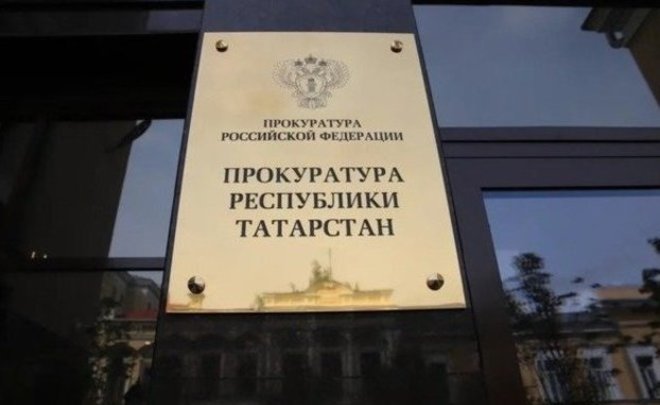 ПРОКУРАТУРА
РОССИЙСКОЙ ФЕДЕРАЦИИ
ПРОКУРАТУРА
РЕСПУБЛИКИ
ТАТАРСТАН